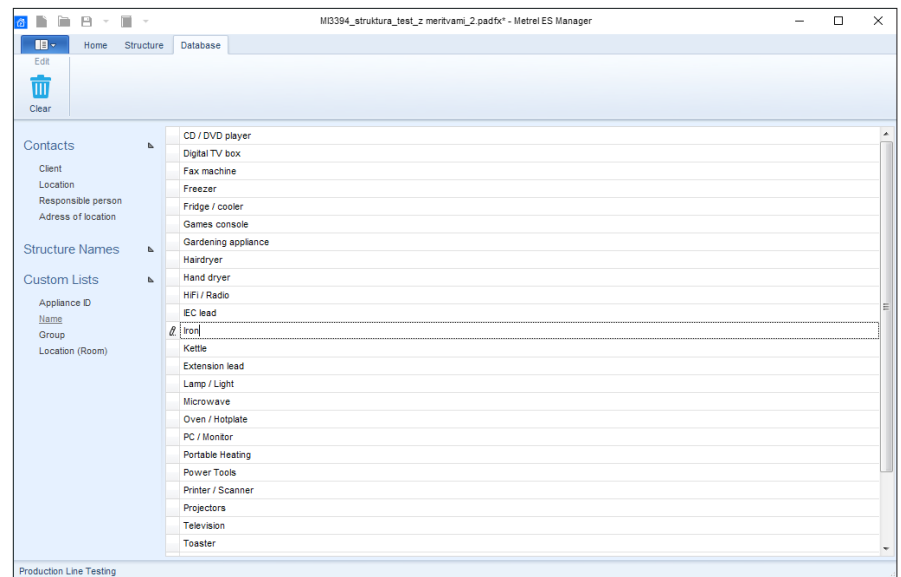 MI3394_struktura_test_z meritvami_2.padfx* - Metrel ES Manager
Home Structure Database
Edit
Clear
Contacts
Client
Location
Responsible person
Adress of location
Structure Names
Custom Lists
Appliance ID
Name
Group
Location (Room)
CD / DVD player
Digital TV box
Fax machine
Freezer
Fridge / cooler
Games console
Gardening appliance
Hairdryer
Hand dryer
HiFi / Radio
IEC lead
Iron
Kettle
Extension lead
Lamp / Light
Microwave
Oven / Hotplate
PC / Monitor
Portable Heating
Power Tools
Printer / Scanner
Projectors
Television
Toaster
Production Line Testing